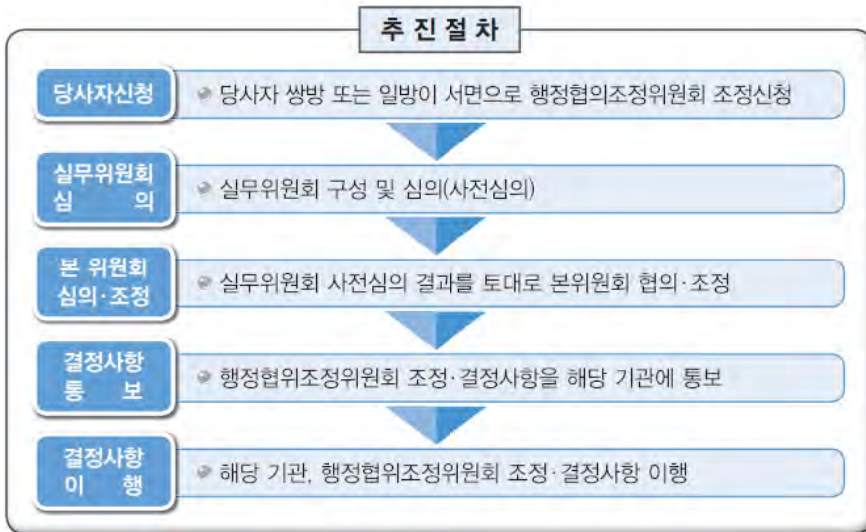 추 진 절 차
당사자신청
당사자 쌍방 또는 일방이 서면으로 행정협의조정위원회 조정신청
실무위원회
심 의
실무위원회 구성 및 심의(사전심의)
본 위원회
심의·조정
실무위원회 사전심의 결과를 토대로 본위원회 협의·조정
결정사항
통 보
행정협위조정위원회 조정·결정사항을 해당 기관에 통보
결정사항
이 행
해당 기관, 행정협위조정위원회 조정·결정사항 이행